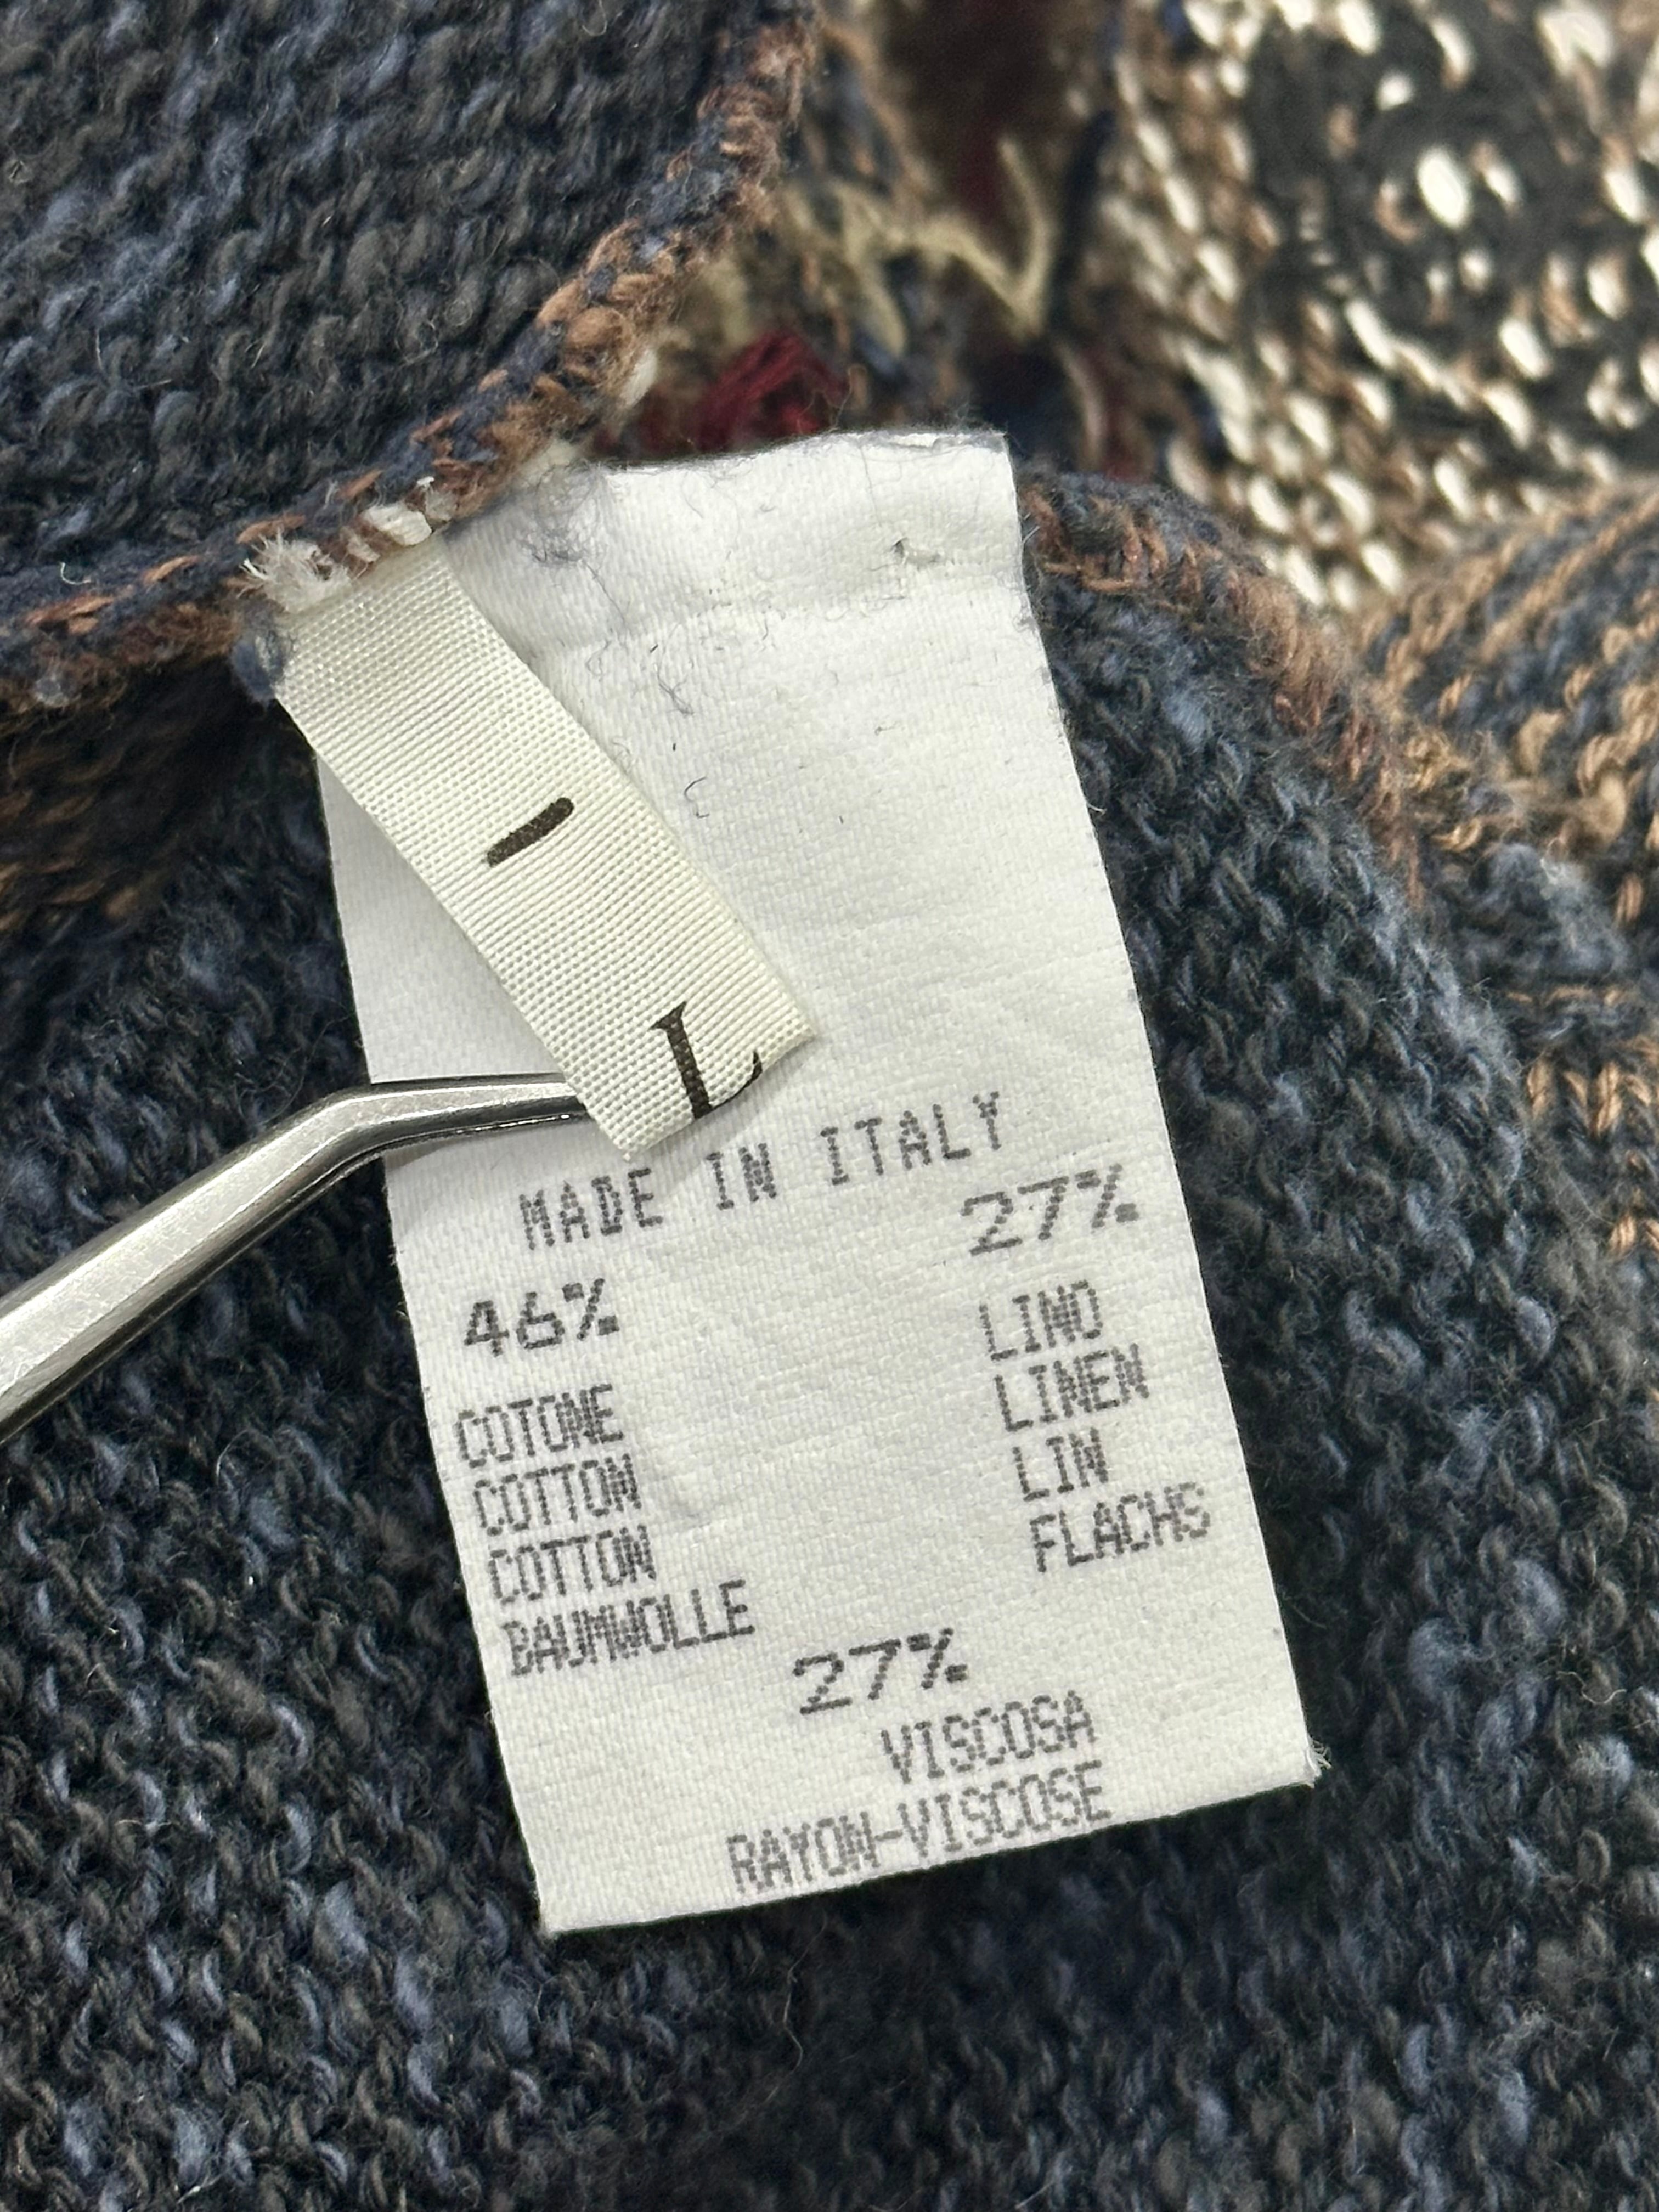 L
MADE IN ITALY
46%
COTONE
COTTON
COTTON
BAUMWOLLE
27%
LINO
LINEN
LIN
FLACHS
27%
VISCOSA
RAYON-VISCOSE